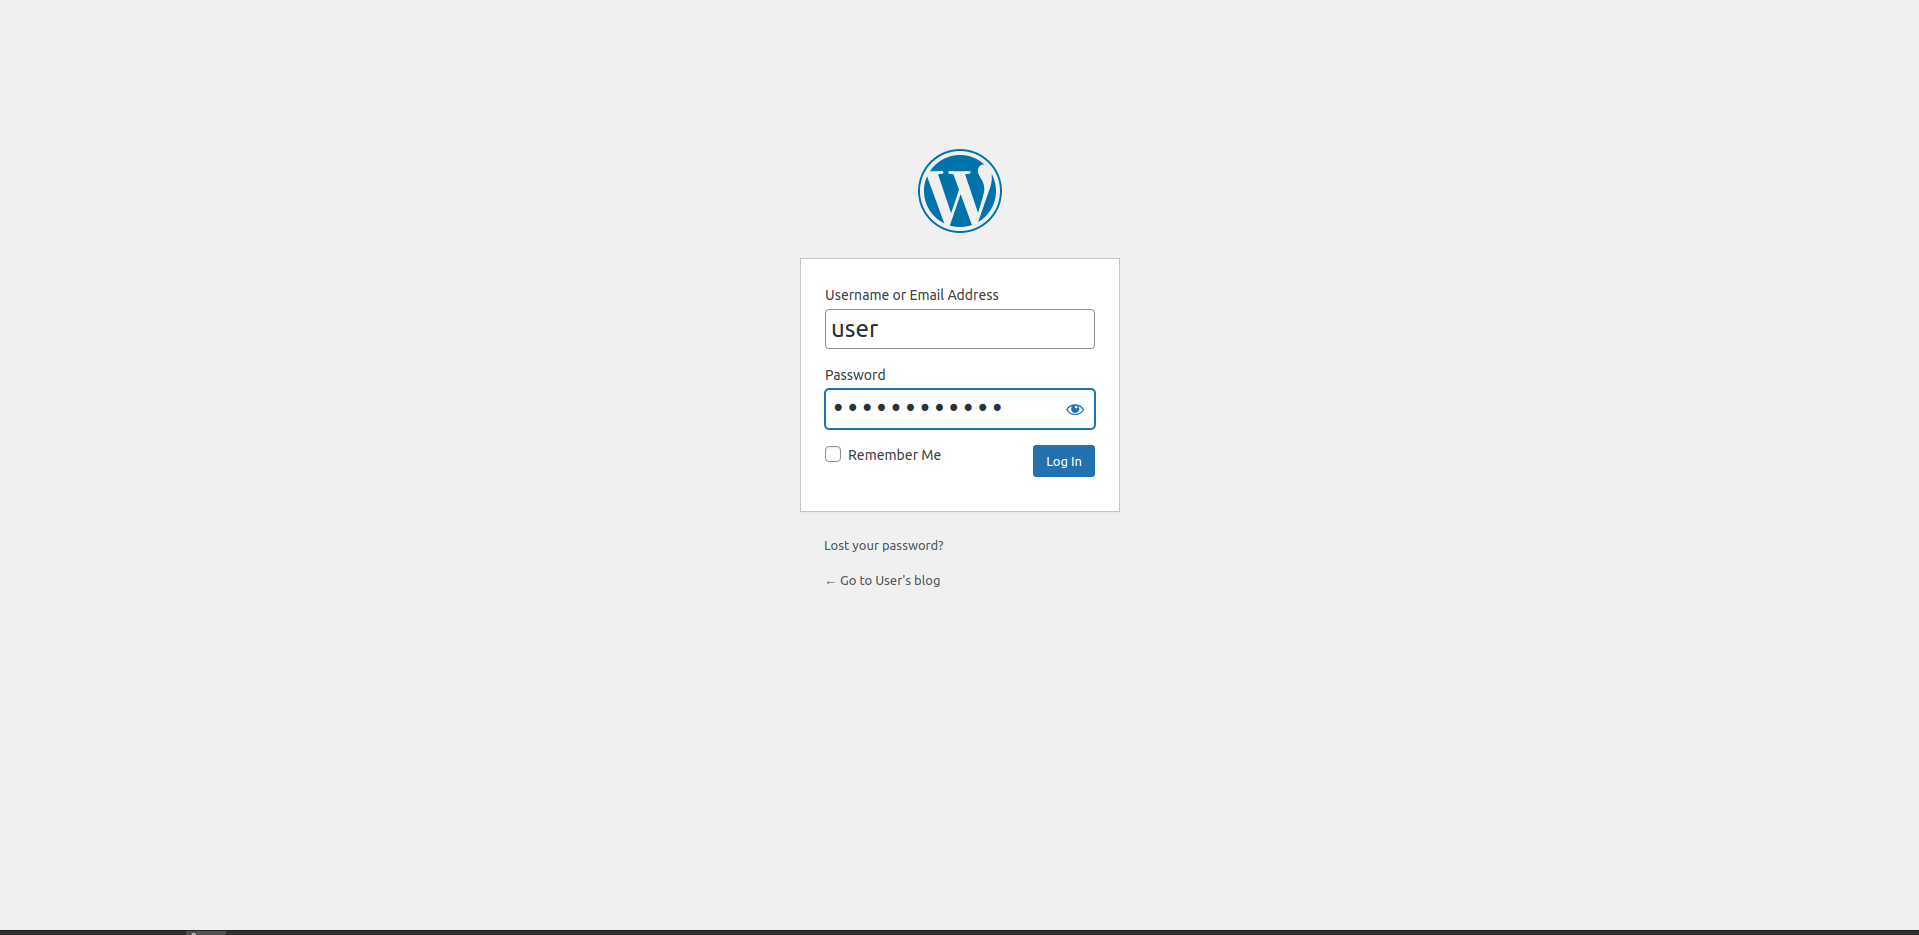 Username or Email Address
user
Password
••••••••••••
Remember Me
Log In
Lost your password?
← Go to User's blog